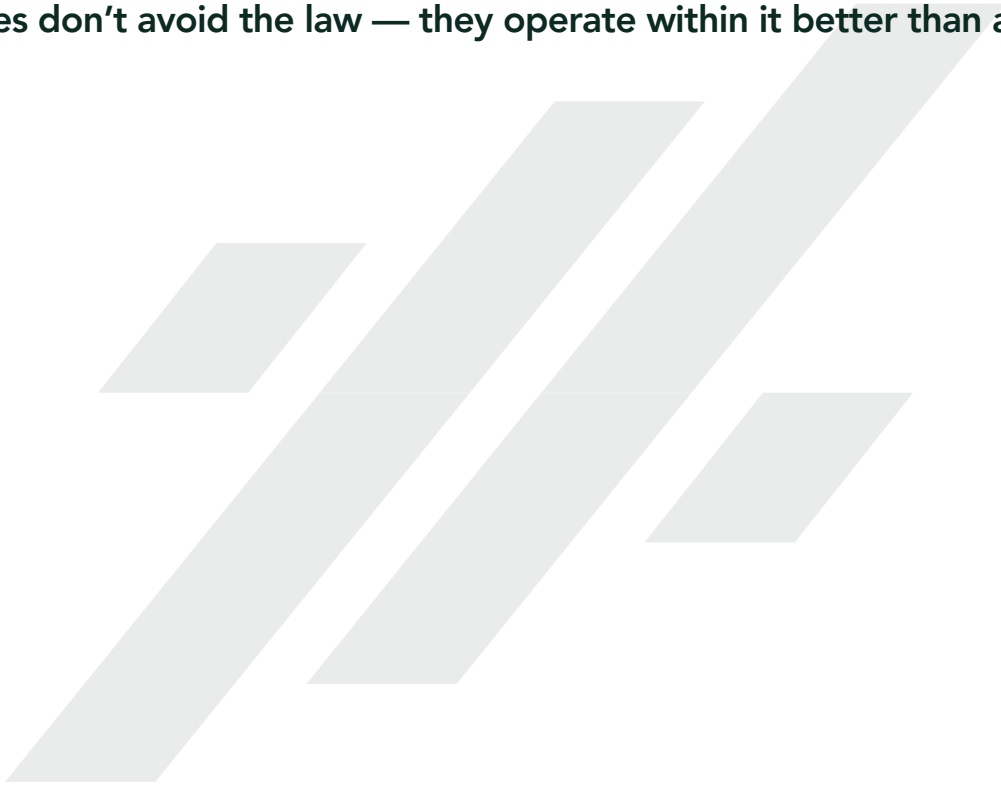 es don’t avoid the law — they operate within it better than a